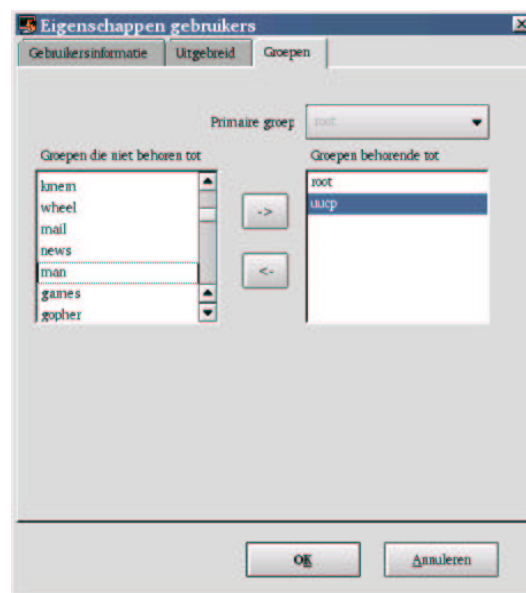 Eigenschappen gebruikers
Gebruikersinformatie Uitgebreid Groepen
Primaire groep root
Groepen die niet behoren tot
kmem
wheel
mail
news
man
games
gopher
->
<-
Groepen behorende tot
root
uucp
OK Annuleren